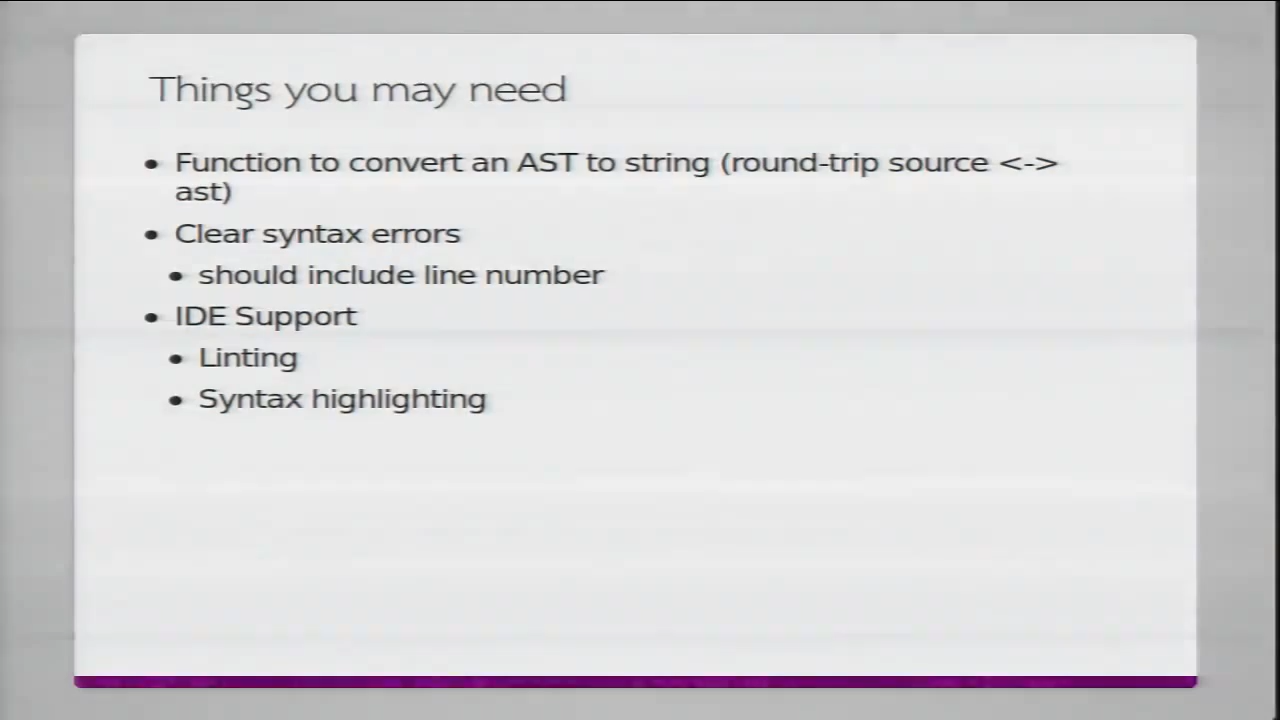 Things you may need
• Function to convert an AST to string (round-trip source <->
ast)
• Clear syntax errors
• should include line number
• IDE Support
• Linting
• Syntax highlighting